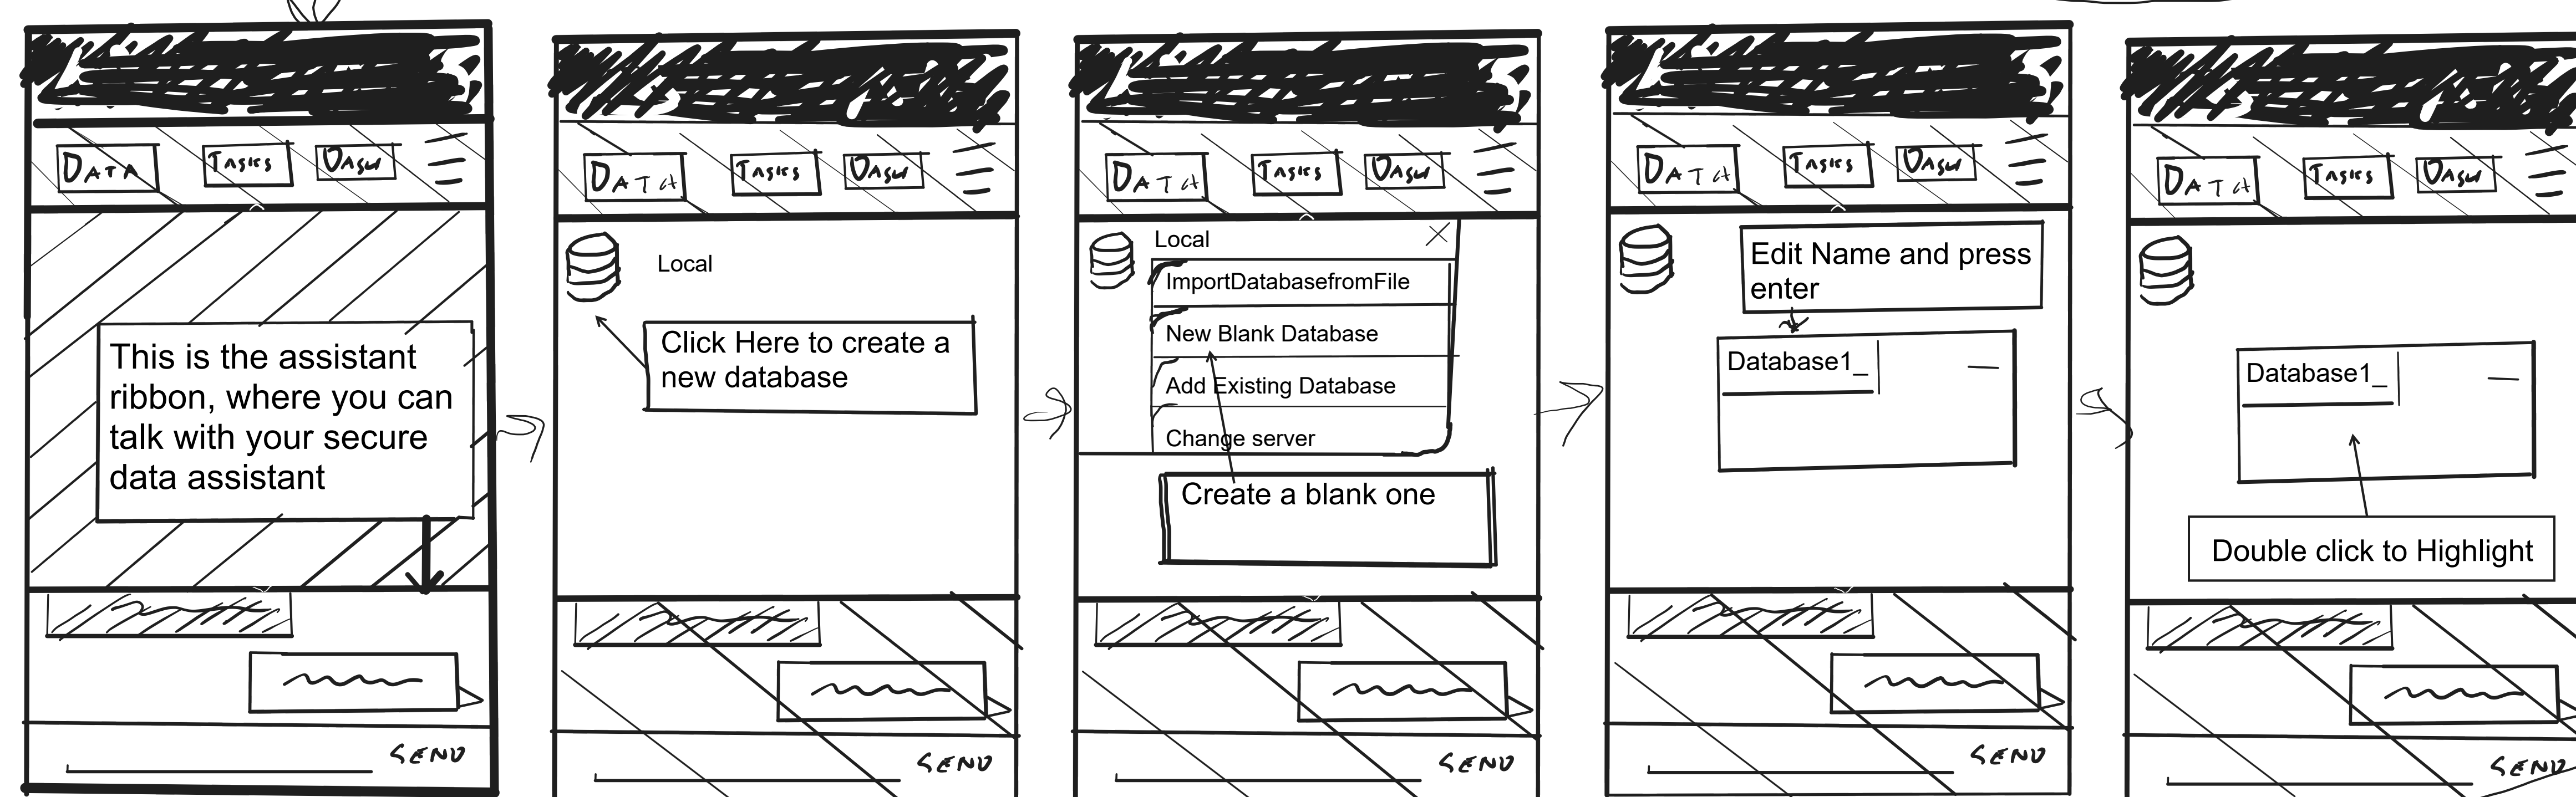 DATA Tasks Dash
This is the assistant
ribbon, where you can
talk with your secure
data assistant
SEND
DATA Tasks Dash
Local
Click Here to create a
new database
SEND
DATA Tasks Dash
Local
ImportDatabasefromFile
New Blank Database
Add Existing Database
Change server
Create a blank one
SEND
DATA Tasks Dash
Edit Name and press
enter
Database1_
SEND
DATA Tasks Dash
Database1_
Double click to Highlight
SEND